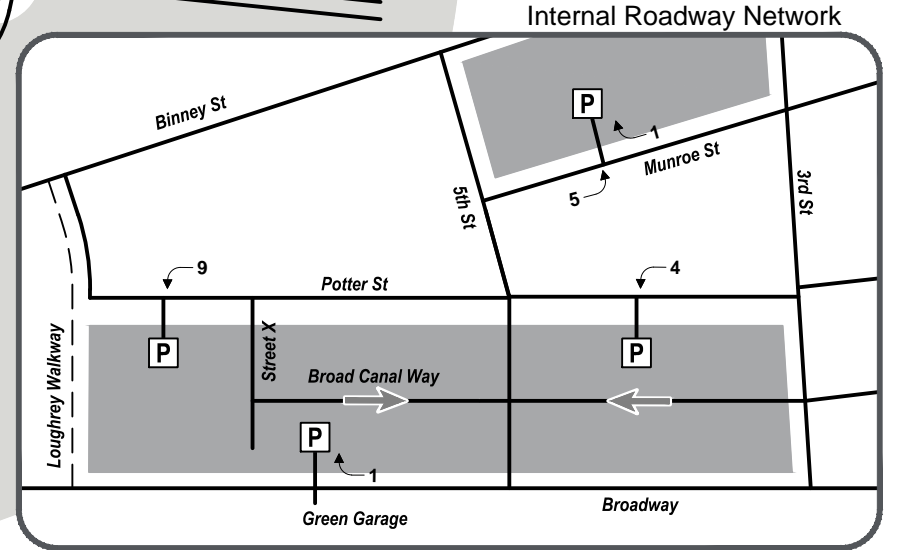 Internal Roadway Network
Binney St
P
1
Munroe St
5
5th St
3rd St
9
4
Potter St
P
P
Street X
Loughrey Walkway
Broad Canal Way
P
1
Broadway
Green Garage